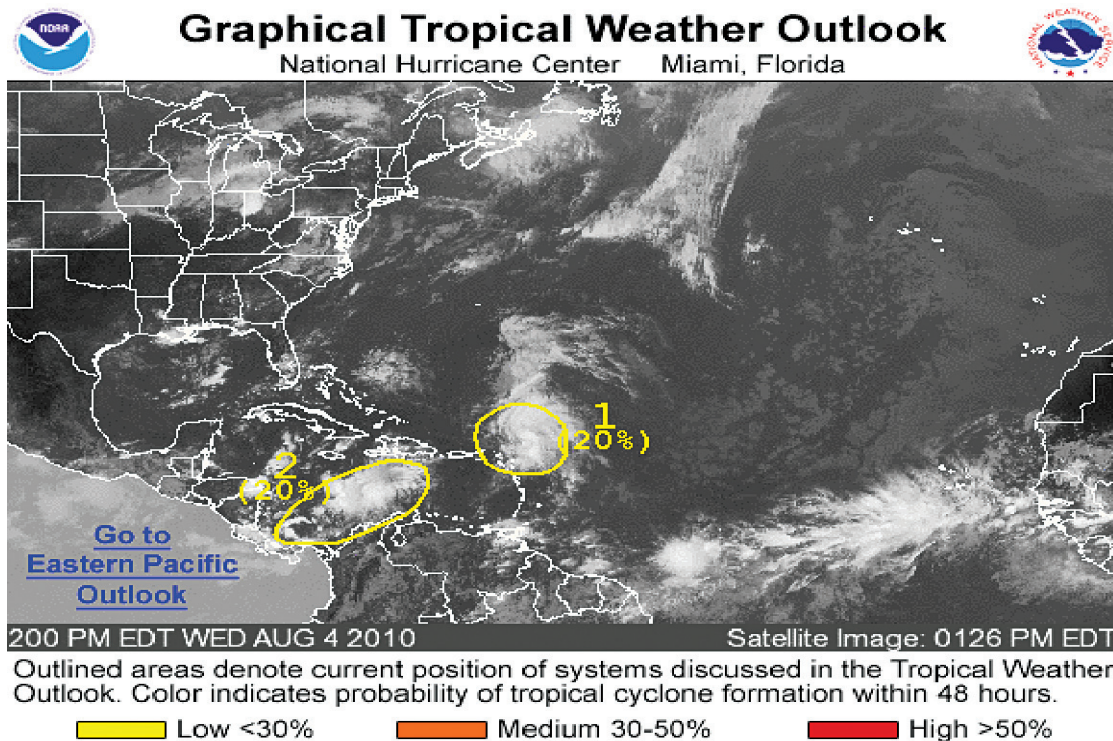 NOAA
Graphical Tropical Weather Outlook
National Hurricane Center Miami, Florida
NATIONAL WEATHER SERVICE
1
(20%)
2
(20%)
Go to
Eastern Pacific
Outlook
200 PM EDT WED AUG 4 2010 Satellite Image: 0126 PM EDT
Outlined areas denote current position of systems discussed in the Tropical Weather
Outlook. Color indicates probability of tropical cyclone formation within 48 hours.
Low <30% Medium 30-50% High >50%